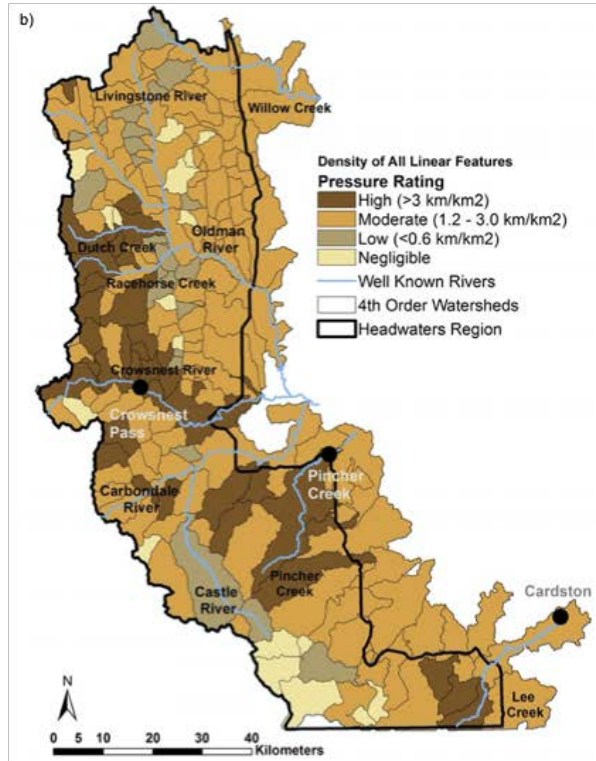 b)
Livingstone River
Willow Creek
Density of All Linear Features
Pressure Rating
High (>3 km/km2)
Moderate (1.2 - 3.0 km/km2)
Low (<0.6 km/km2)
Negligible
Well Known Rivers
4th Order Watersheds
Headwaters Region
Oldman
River
Dutch Creek
Racehorse Creek
Crowsnest River
Crowsnest
Pass
Pincher
Creek
Carbondale
River
Castle
River
Pincher
Creek
Cardston
Lee
Creek
N
0 5 10 20 30 40
Kilometers